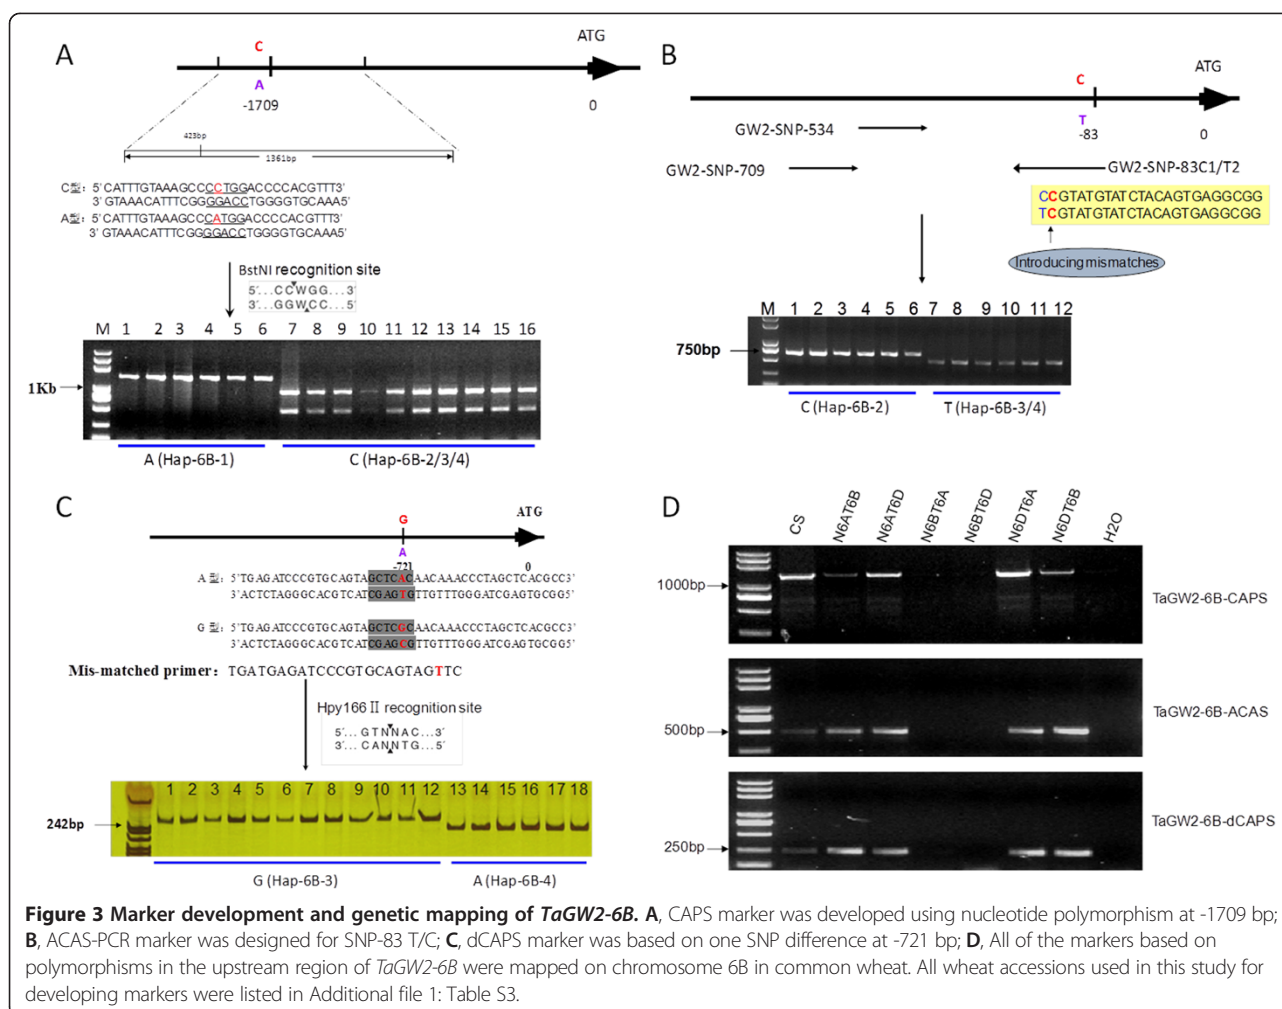 A
C
ATG
A
-1709
0
423bp
1361bp
C型: 5'CATTTGTAAAGCCCCTGGACCCCACGTTT3'
3'GTAAACATTTCGGGGACCTGGGGTGCAAA5'
A型: 5'CATTTGTAAAGCCCATGGACCCCACGTTT3'
3'GTAAACATTTCGGGGACCTGGGGTGCAAA5'
BstNI recognition site
5′...CCWGG...3′
3′...GGWCC...5′
M 1 2 3 4 5 6 7 8 9 10 11 12 13 14 15 16
1Kb
A (Hap-6B-1) C (Hap-6B-2/3/4)
B
C
ATG
T
-83
0
GW2-SNP-534
GW2-SNP-709
GW2-SNP-83C1/T2
CCGTATGTATCTACAGTGAGGCGG
TCGTATGTATCTACAGTGAGGCGG
Introducing mismatches
M 1 2 3 4 5 6 7 8 9 10 11 12
750bp
C (Hap-6B-2) T (Hap-6B-3/4)
C
G
ATG
A
-721
0
A型: 5'TGAGATCCCGTGCAGTAGCTCACAACAAACCCTAGCTCACGCC3'
3'ACTCTAGGGCACGTCATCGAGTGTTGTTTGGGATCGAGTGCGG5'
G型: 5'TGAGATCCCGTGCAGTAGCTCGCAACAAACCCTAGCTCACGCC3'
3'ACTCTAGGGCACGTCATCGAGCGTTGTTTGGGATCGAGTGCGG5'
Mis-matched primer: TGATGAGATCCCGTGCAGTAGTTC
Hpy166Ⅱ recognition site
5′...GTNNAC...3′
3′...CANNTG...5′
1 2 3 4 5 6 7 8 9 10 11 12 13 14 15 16 17 18
242bp
G (Hap-6B-3) A (Hap-6B-4)
D
CS N6AT6B N6AT6D N6BT6A N6BT6D N6DT6A N6DT6B H2O
1000bp
TaGW2-6B-CAPS
500bp
TaGW2-6B-ACAS
250bp
TaGW2-6B-dCAPS
Figure 3 Marker development and genetic mapping of TaGW2-6B. A, CAPS marker was developed using nucleotide polymorphism at -1709 bp;
B, ACAS-PCR marker was designed for SNP-83 T/C; C, dCAPS marker was based on one SNP difference at -721 bp; D, All of the markers based on
polymorphisms in the upstream region of TaGW2-6B were mapped on chromosome 6B in common wheat. All wheat accessions used in this study for
developing markers were listed in Additional file 1: Table S3.